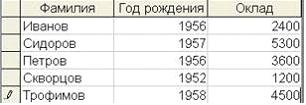 Фамилия Год рождения Оклад
Иванов 1956 2400
Сидоров 1957 5300
Петров 1956 3600
Скворцов 1952 1200
Трофимов 1958 4500